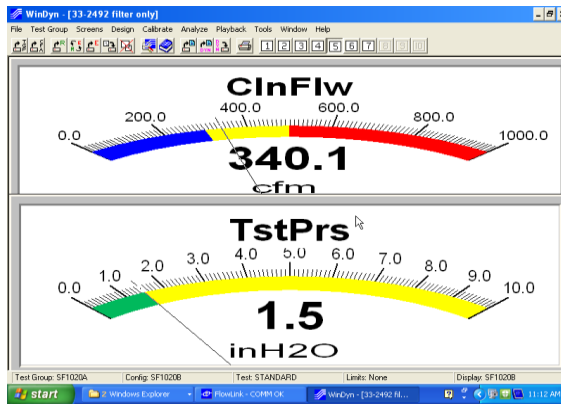 WinDyn - [33-2492 filter only]
File Test Group Screens Design Calibrate Analyze Playback Tools Window Help
1 2 3 4 5 6 7 8 9 10
ClnFlw
0.0 200.0 400.0 600.0 800.0 1000.0
340.1
cfm
TstPrs
0.0 1.0 2.0 3.0 4.0 5.0 6.0 7.0 8.0 9.0 10.0
1.5
inH2O
Test Group: SF1020A Config: SF1020B Test: STANDARD Limits: None Display: SF1020B
start 2 Windows Explorer FlowLink - COMM OK WinDyn - [33-2492 fil... 11:12 AM